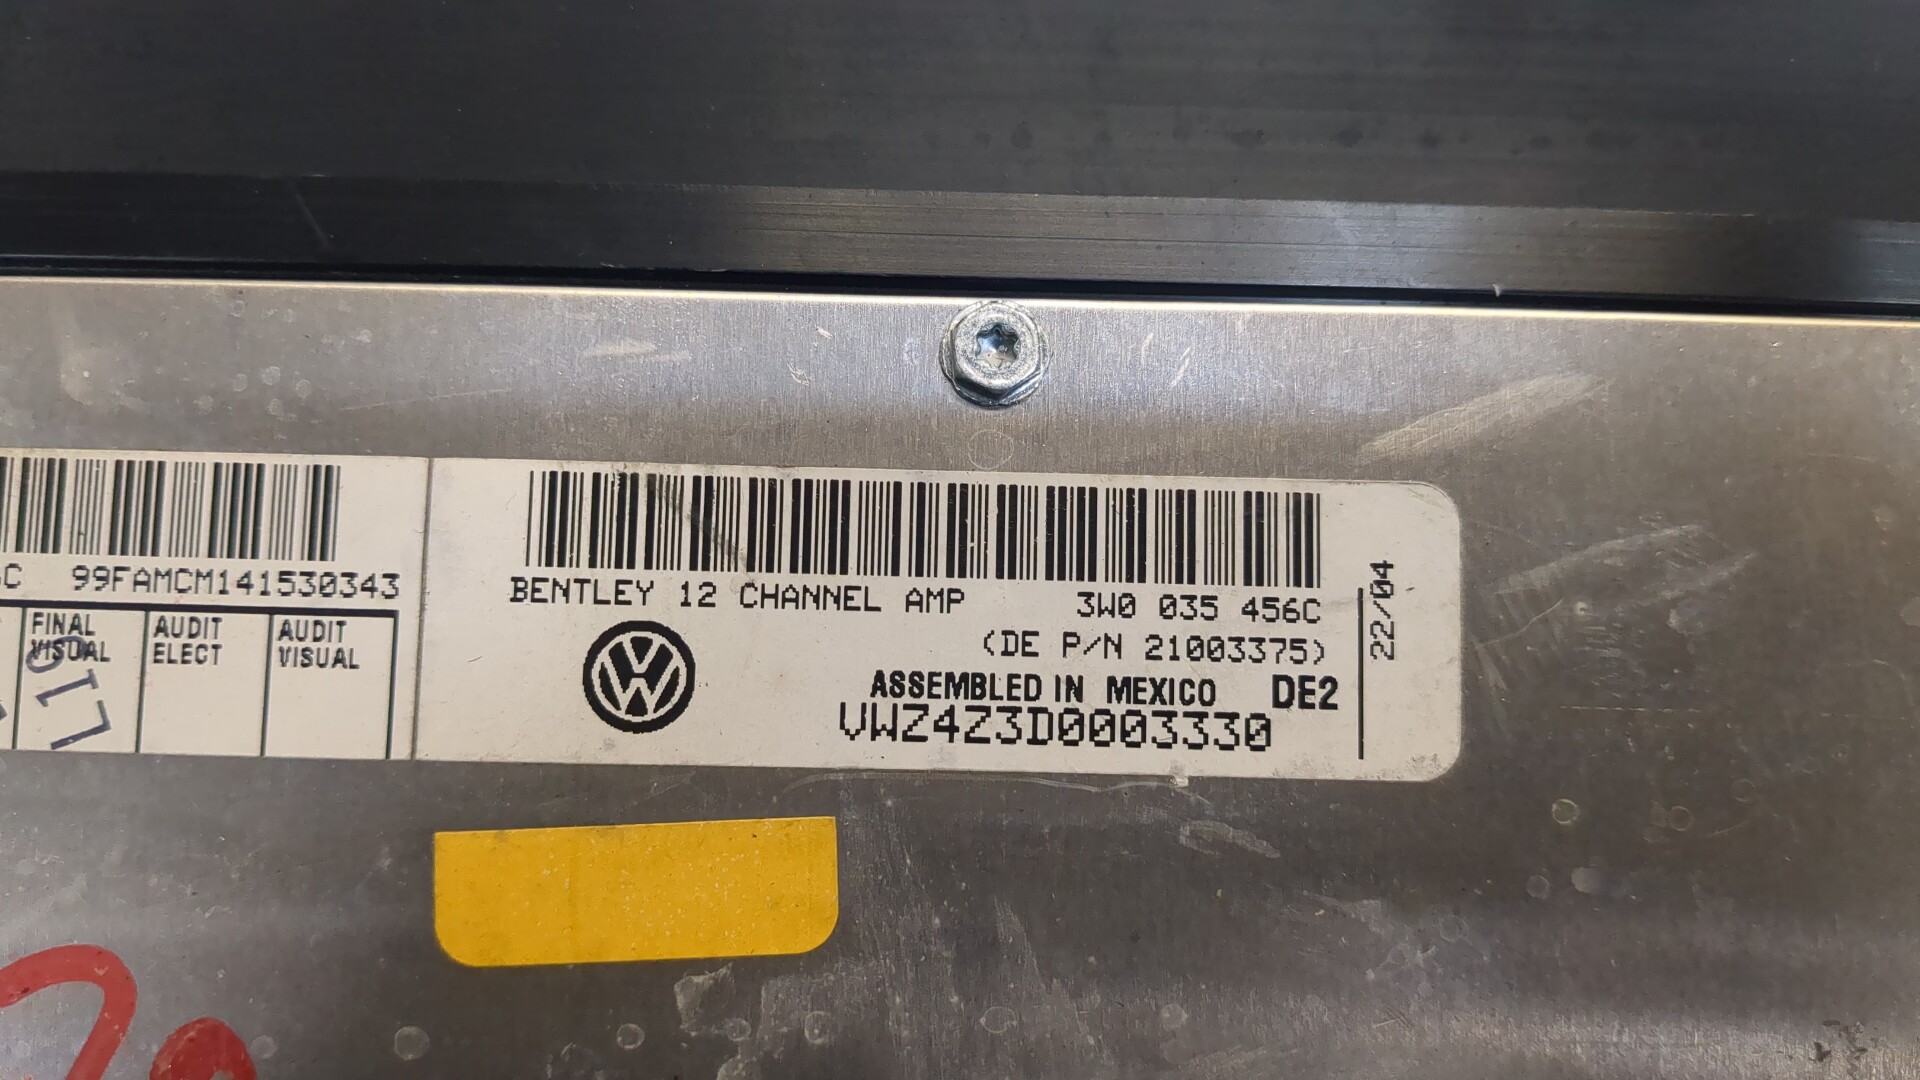 99FAMCM141530343
FINAL VISUAL
AUDIT ELECT
AUDIT VISUAL
L19
BENTLEY 12 CHANNEL AMP 3W0 035 456C
(DE P/N 21003375)
ASSEMBLED IN MEXICO DE2
VWZ4Z3D0003330
22/04